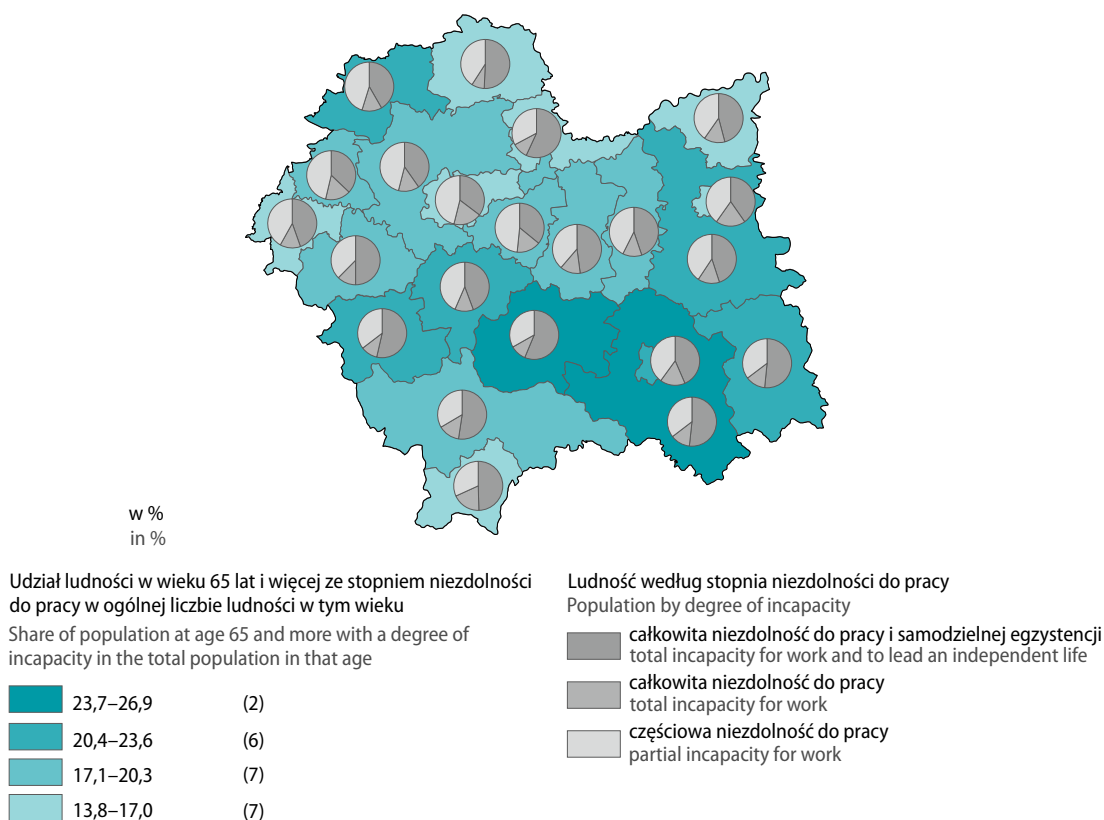 w %
in %
Udział ludności w wieku 65 lat i więcej ze stopniem niezdolności
do pracy w ogólnej liczbie ludności w tym wieku
Share of population at age 65 and more with a degree of
incapacity in the total population in that age
23,7–26,9 (2)
20,4–23,6 (6)
17,1–20,3 (7)
13,8–17,0 (7)
Ludność według stopnia niezdolności do pracy
Population by degree of incapacity
całkowita niezdolność do pracy i samodzielnej egzystencji
total incapacity for work and to lead an independent life
całkowita niezdolność do pracy
total incapacity for work
częściowa niezdolność do pracy
partial incapacity for work